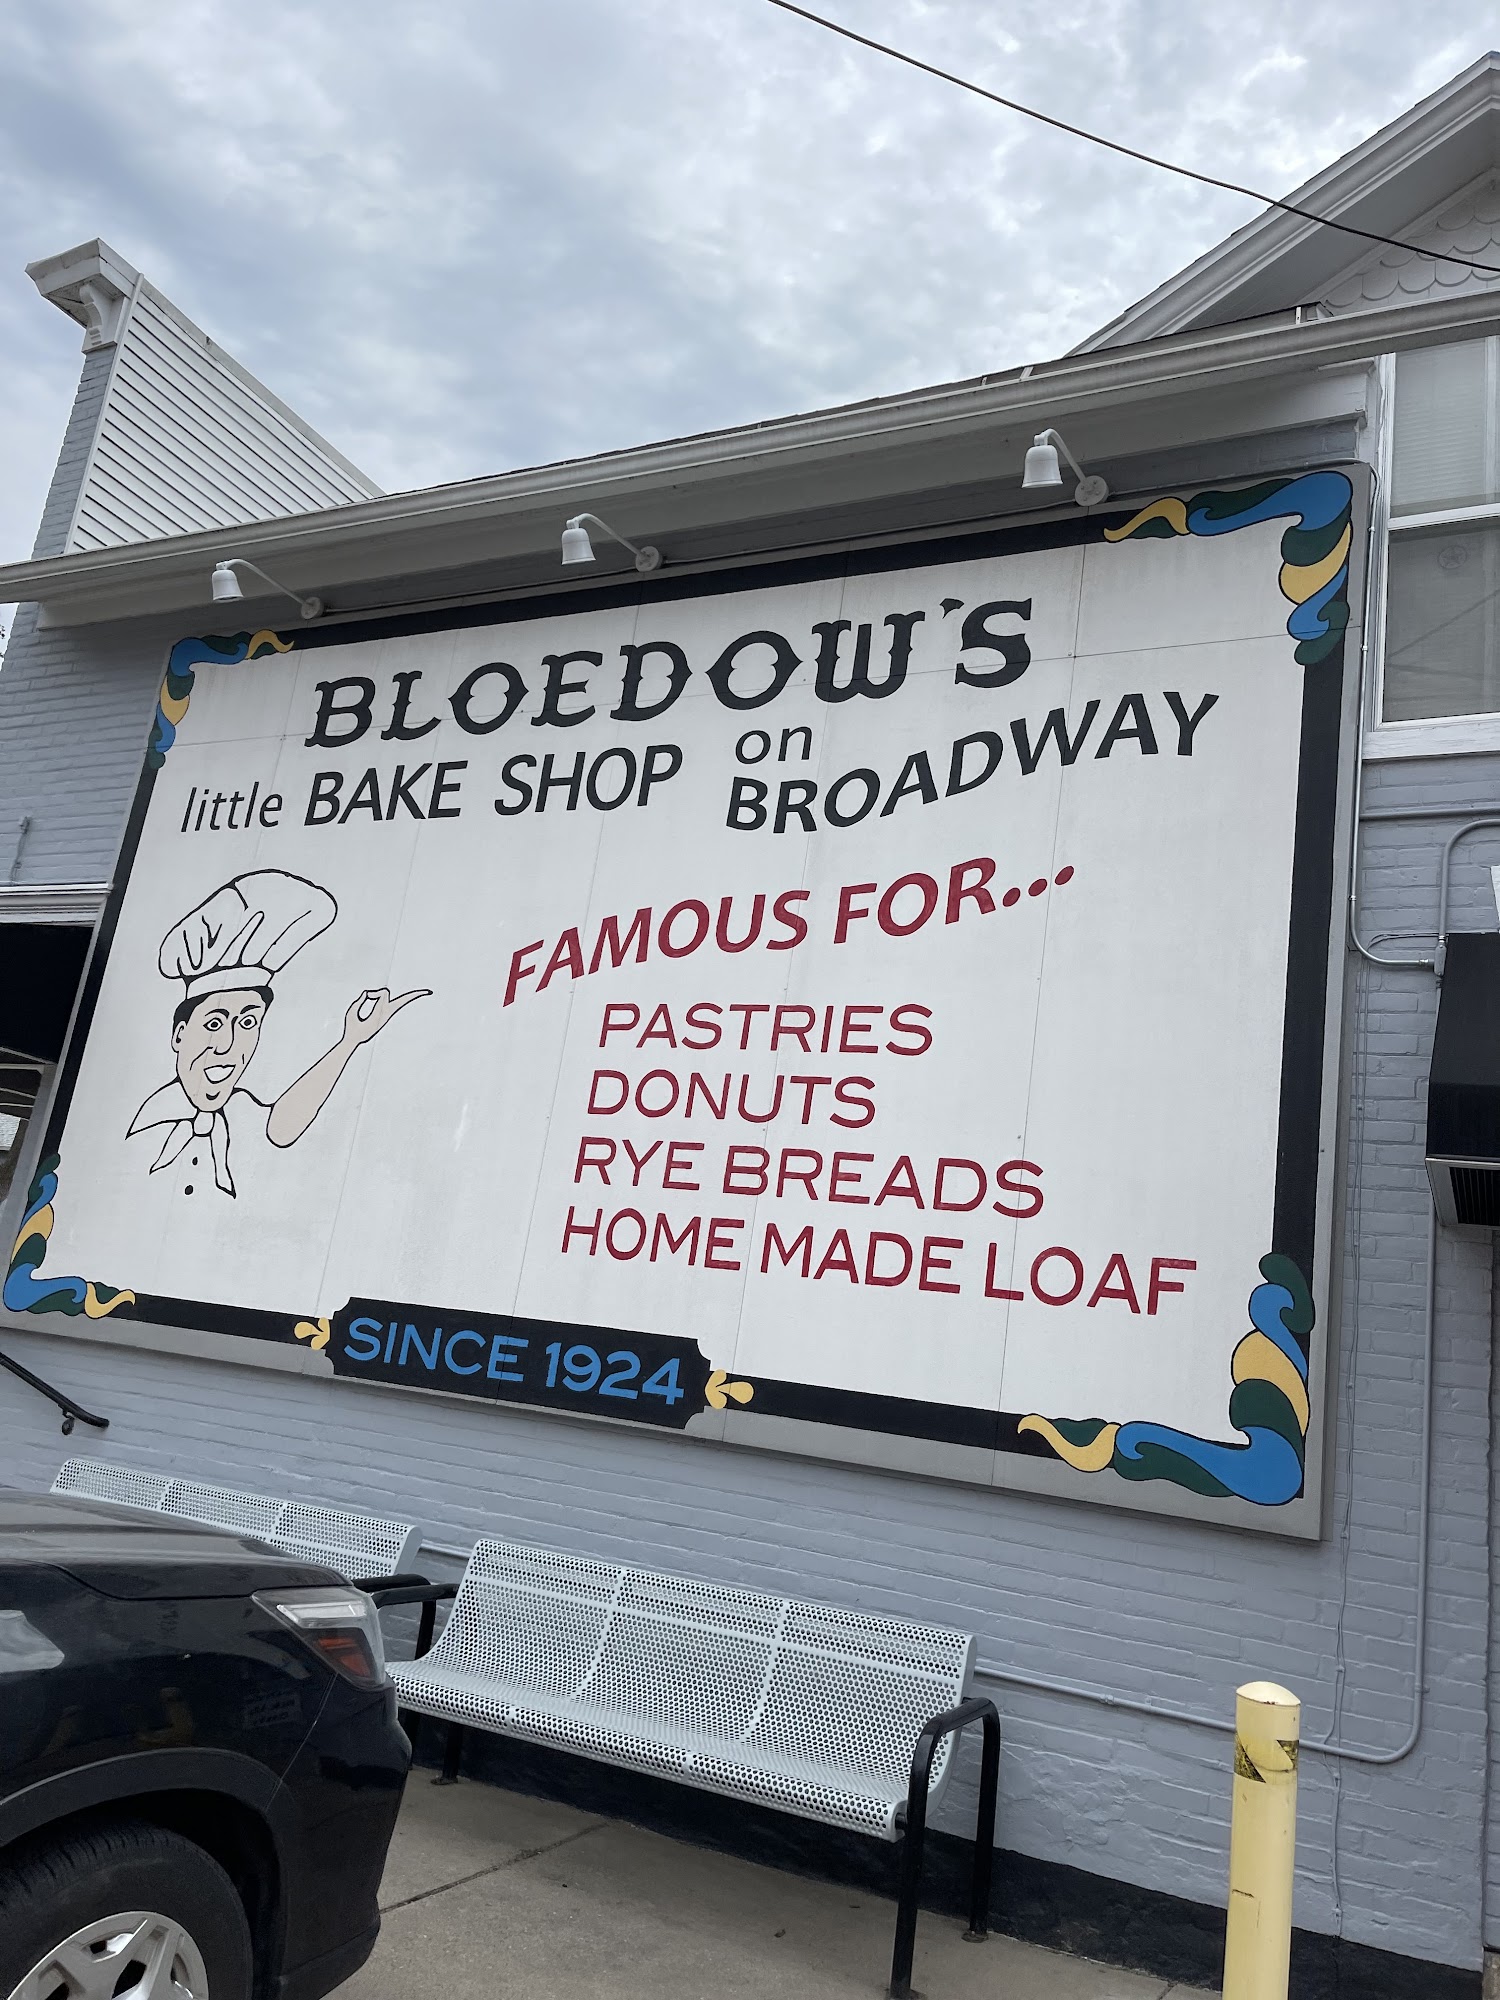 BLOEDOW'S
little BAKE SHOP on BROADWAY
FAMOUS FOR...
PASTRIES
DONUTS
RYE BREADS
HOME MADE LOAF
SINCE 1924